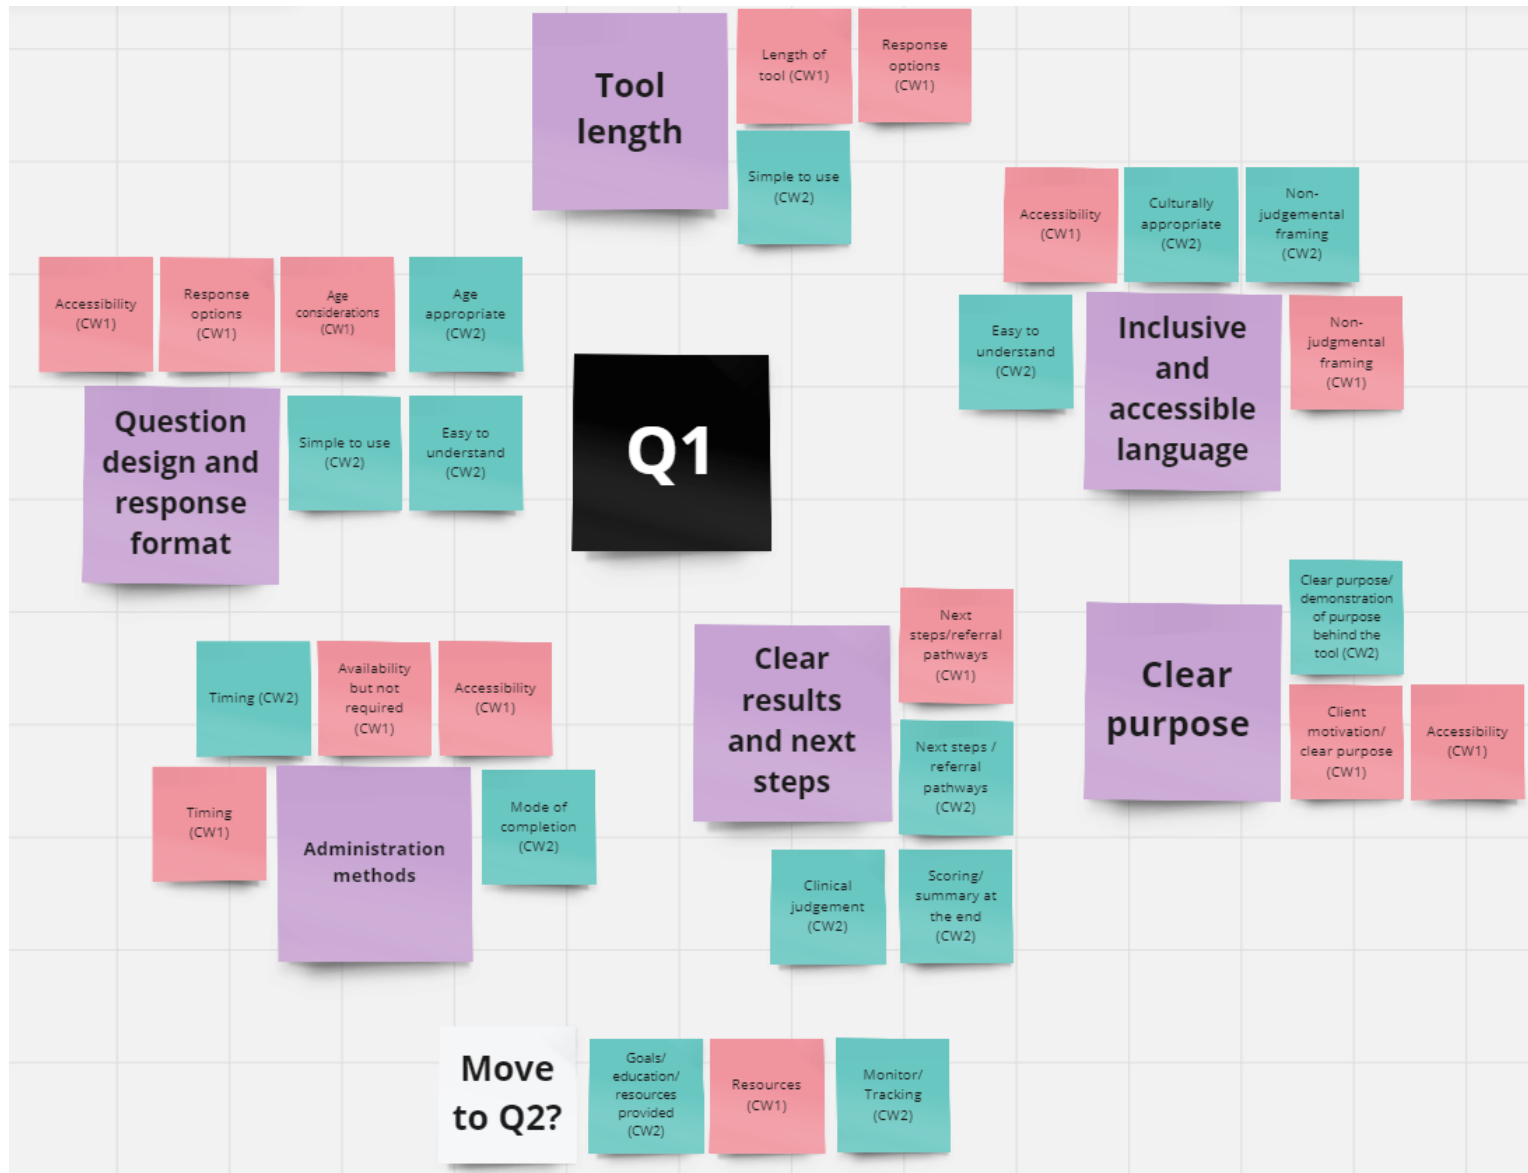 Tool
length
Length of
tool (CW1)
Response
options
(CW1)
Simple to use
(CW2)
Accessibility
(CW1)
Culturally
appropriate
(CW2)
Non-
judgemental
framing
(CW2)
Easy to
understand
(CW2)
Inclusive
and
accessible
language
Non-
judgmental
framing
(CW1)
Accessibility
(CW1)
Response
options
(CW1)
Age
considerations
(CW1)
Age
appropriate
(CW2)
Question
design and
response
format
Simple to use
(CW2)
Easy to
understand
(CW2)
Q1
Timing (CW2)
Availability
but not
required
(CW1)
Accessibility
(CW1)
Timing
(CW1)
Administration
methods
Mode of
completion
(CW2)
Clear
results
and next
steps
Next
steps/referral
pathways
(CW1)
Next steps /
referral
pathways
(CW2)
Clinical
judgement
(CW2)
Scoring/
summary at
the end
(CW2)
Clear
purpose
Clear purpose/
demonstration
of purpose
behind the
tool (CW2)
Client
motivation/
clear purpose
(CW1)
Accessibility
(CW1)
Move
to Q2?
Goals/
education/
resources
provided
(CW2)
Resources
(CW1)
Monitor/
Tracking
(CW2)